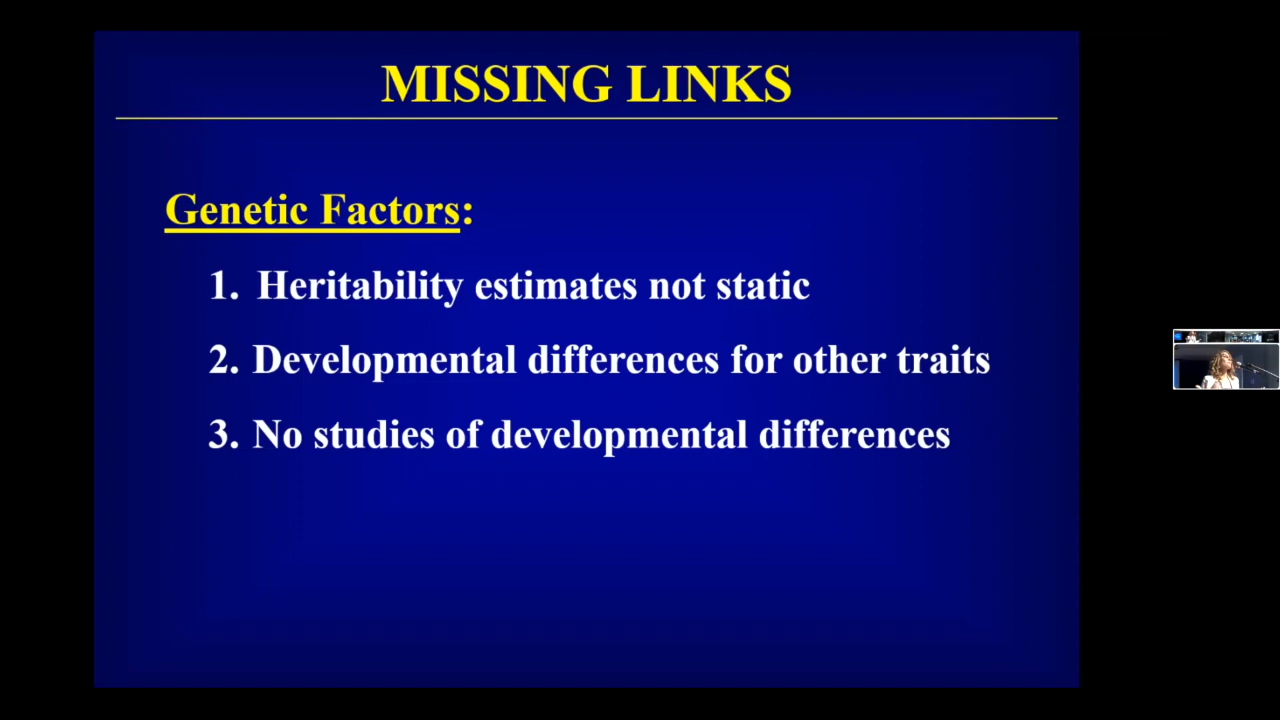 MISSING LINKS
Genetic Factors:
1. Heritability estimates not static
2. Developmental differences for other traits
3. No studies of developmental differences